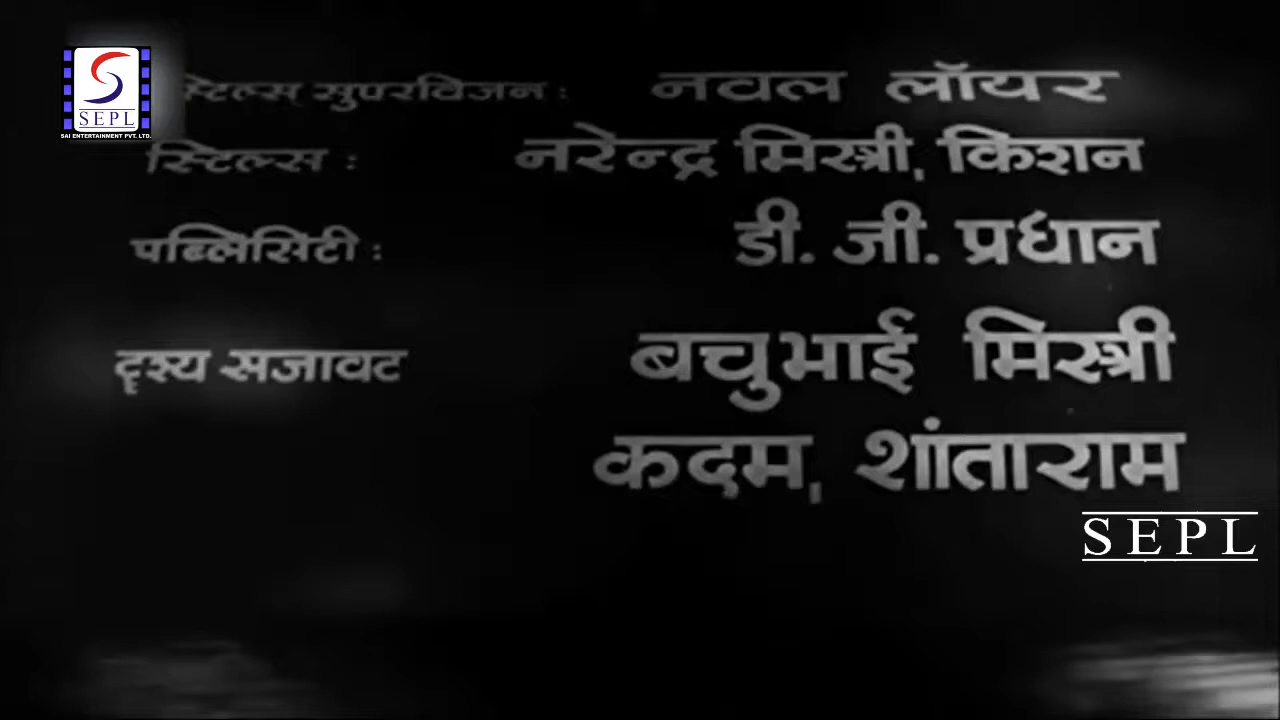 स्टिल्स् सुपरविजन : नवल लॉयर
SEPL
SAI ENTERTAINMENT PVT. LTD.
स्टिल्स : नरेन्द्र मिस्त्री, किशन
पब्लिसिटी : डी. जी. प्रधान
दृश्य सजावट बचुभाई मिस्त्री
कदम, शांताराम
SEPL